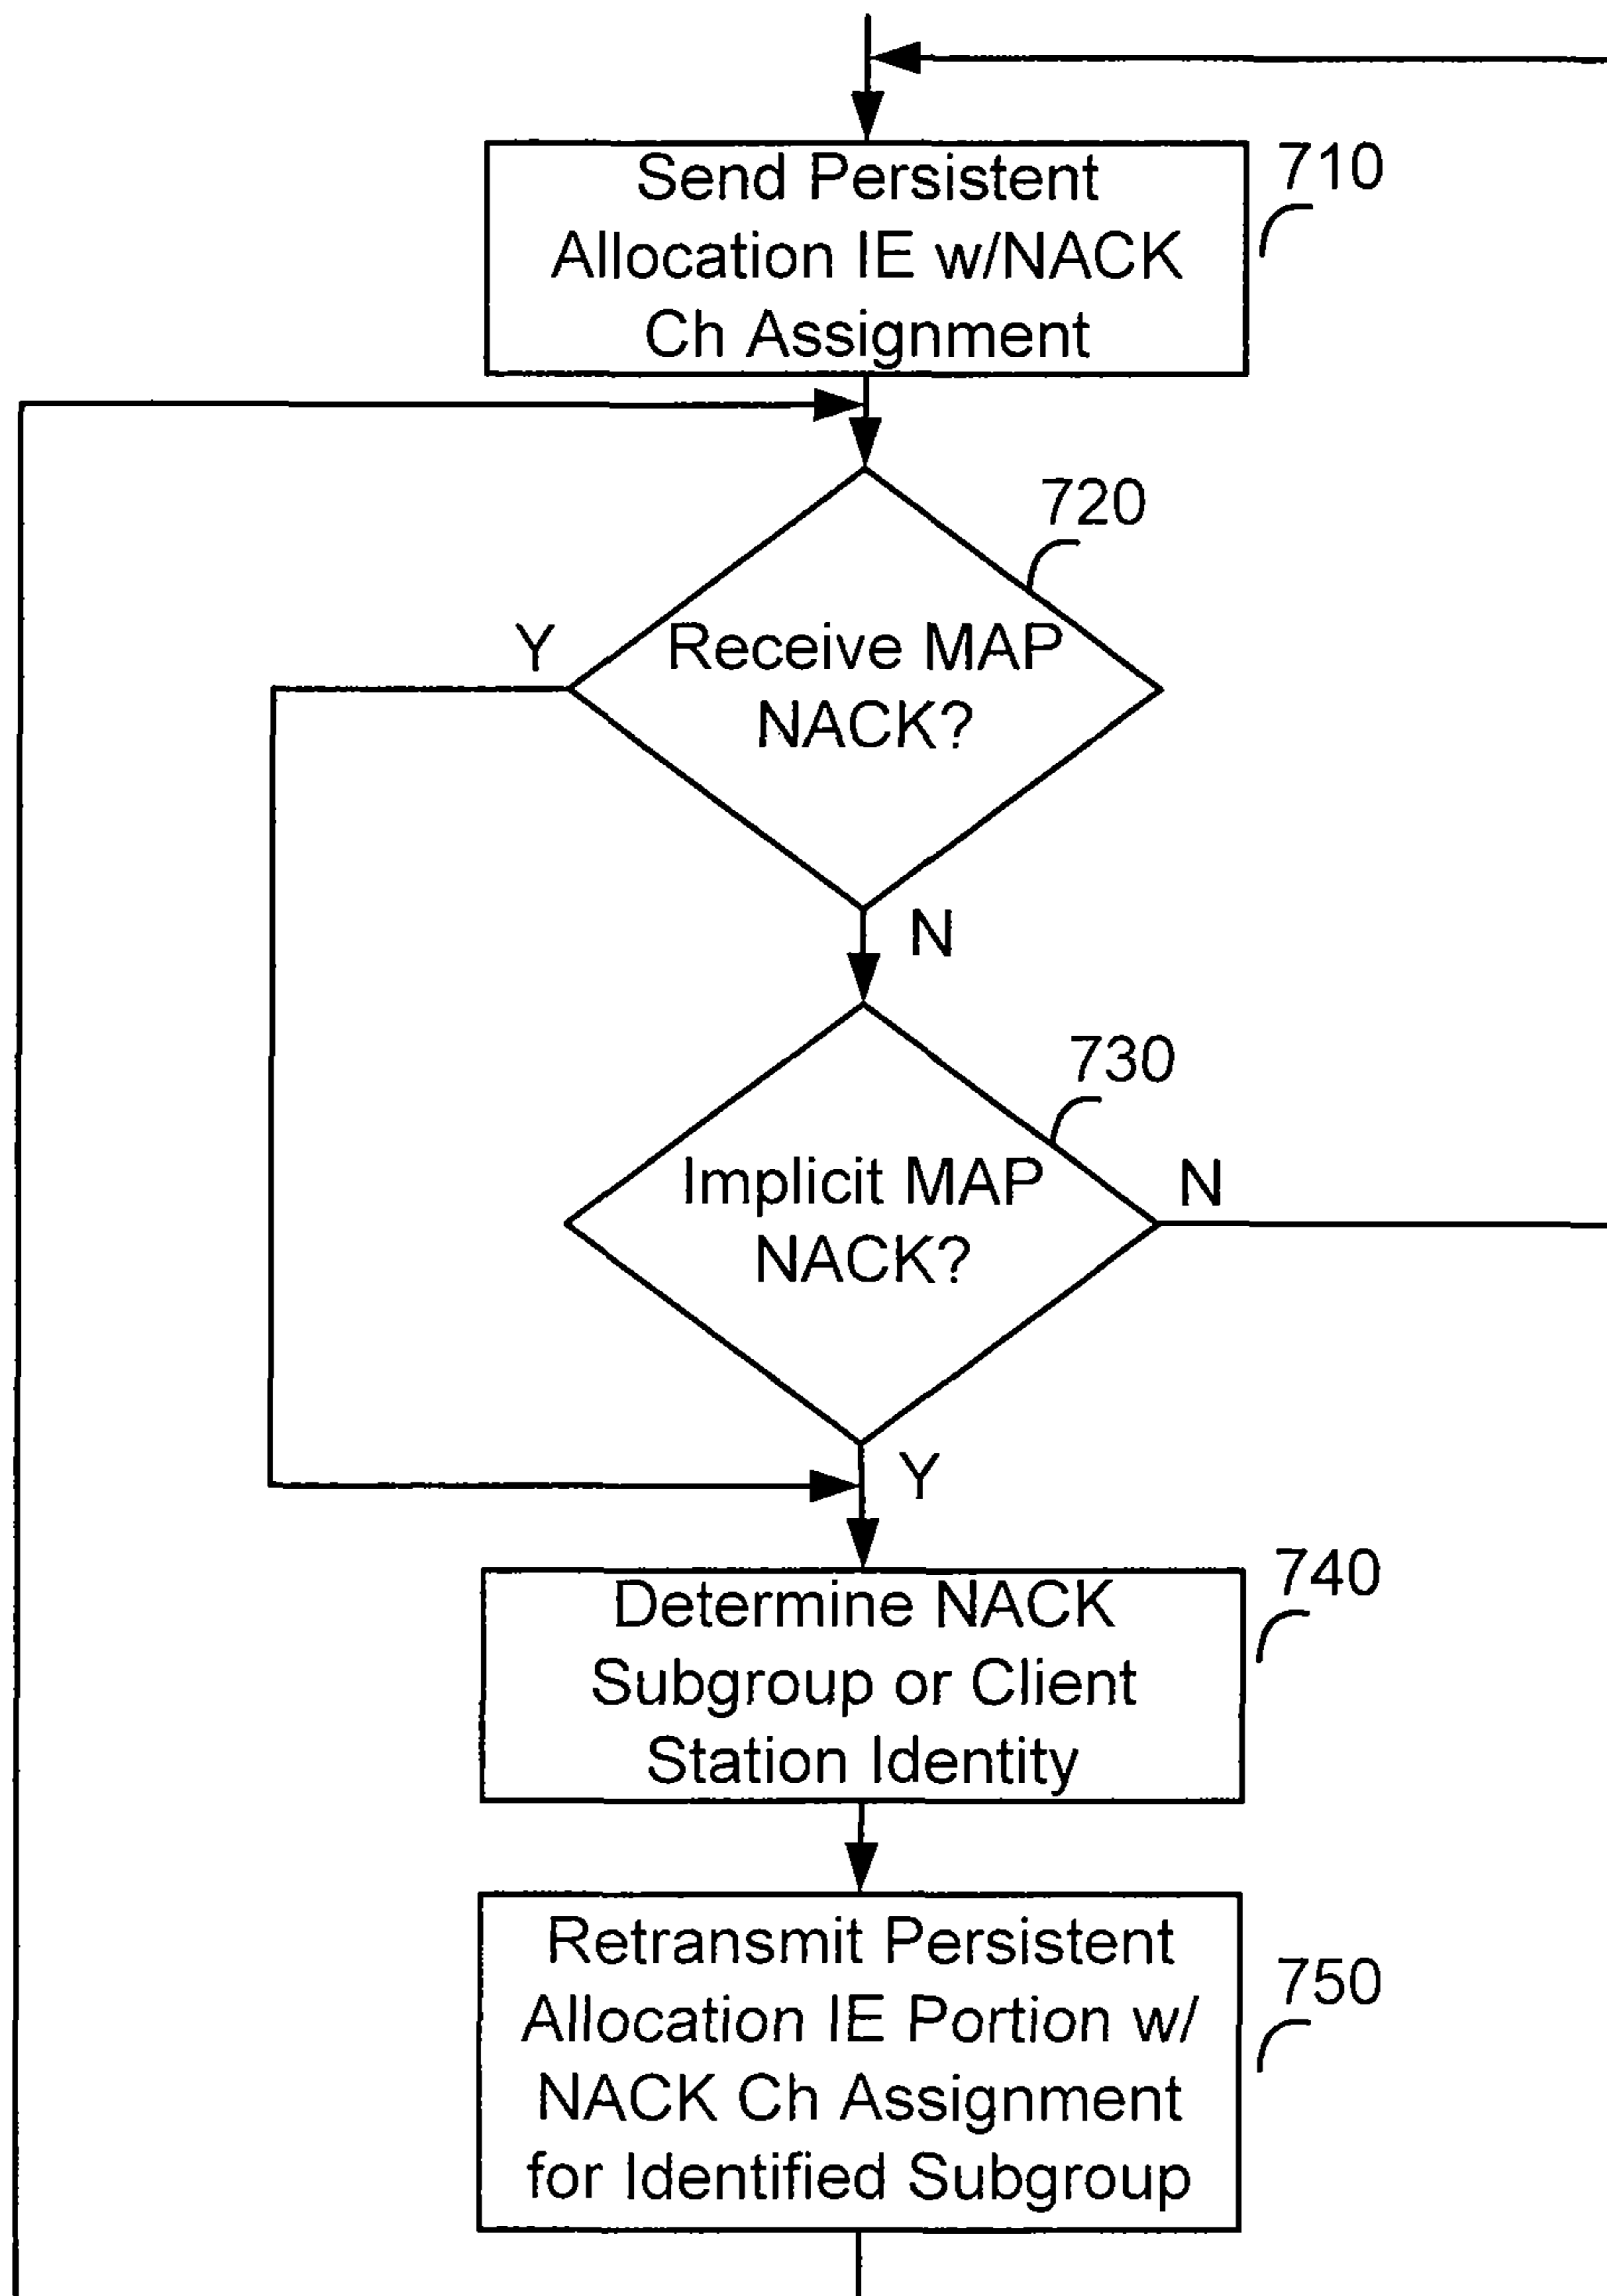 Send Persistent
Allocation IE w/NACK
Ch Assignment
710
720
Y
Receive MAP
NACK?
N
730
Implicit MAP
NACK?
N
Y
740
Determine NACK
Subgroup or Client
Station Identity
750
Retransmit Persistent
Allocation IE Portion w/
NACK Ch Assignment
for Identified Subgroup